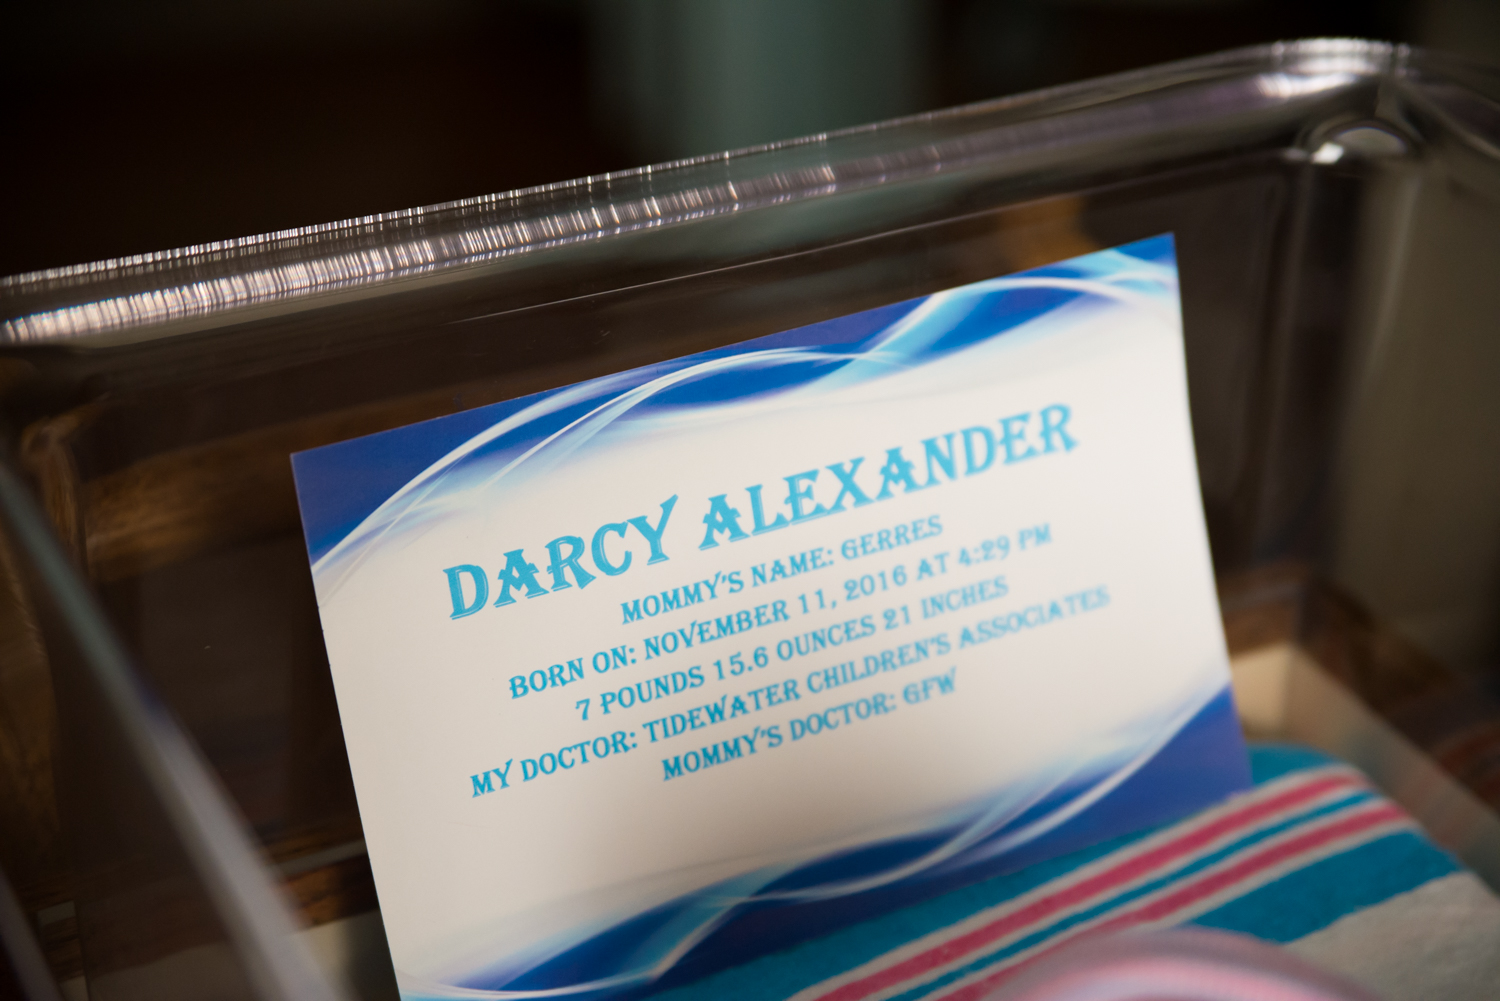 DARCY ALEXANDER
MOMMY'S NAME: GERRES
BORN ON: NOVEMBER 11, 2016 AT 4:29 PM
7 POUNDS 15.6 OUNCES 21 INCHES
MY DOCTOR: TIDEWATER CHILDREN'S ASSOCIATES
MOMMY'S DOCTOR: GFW